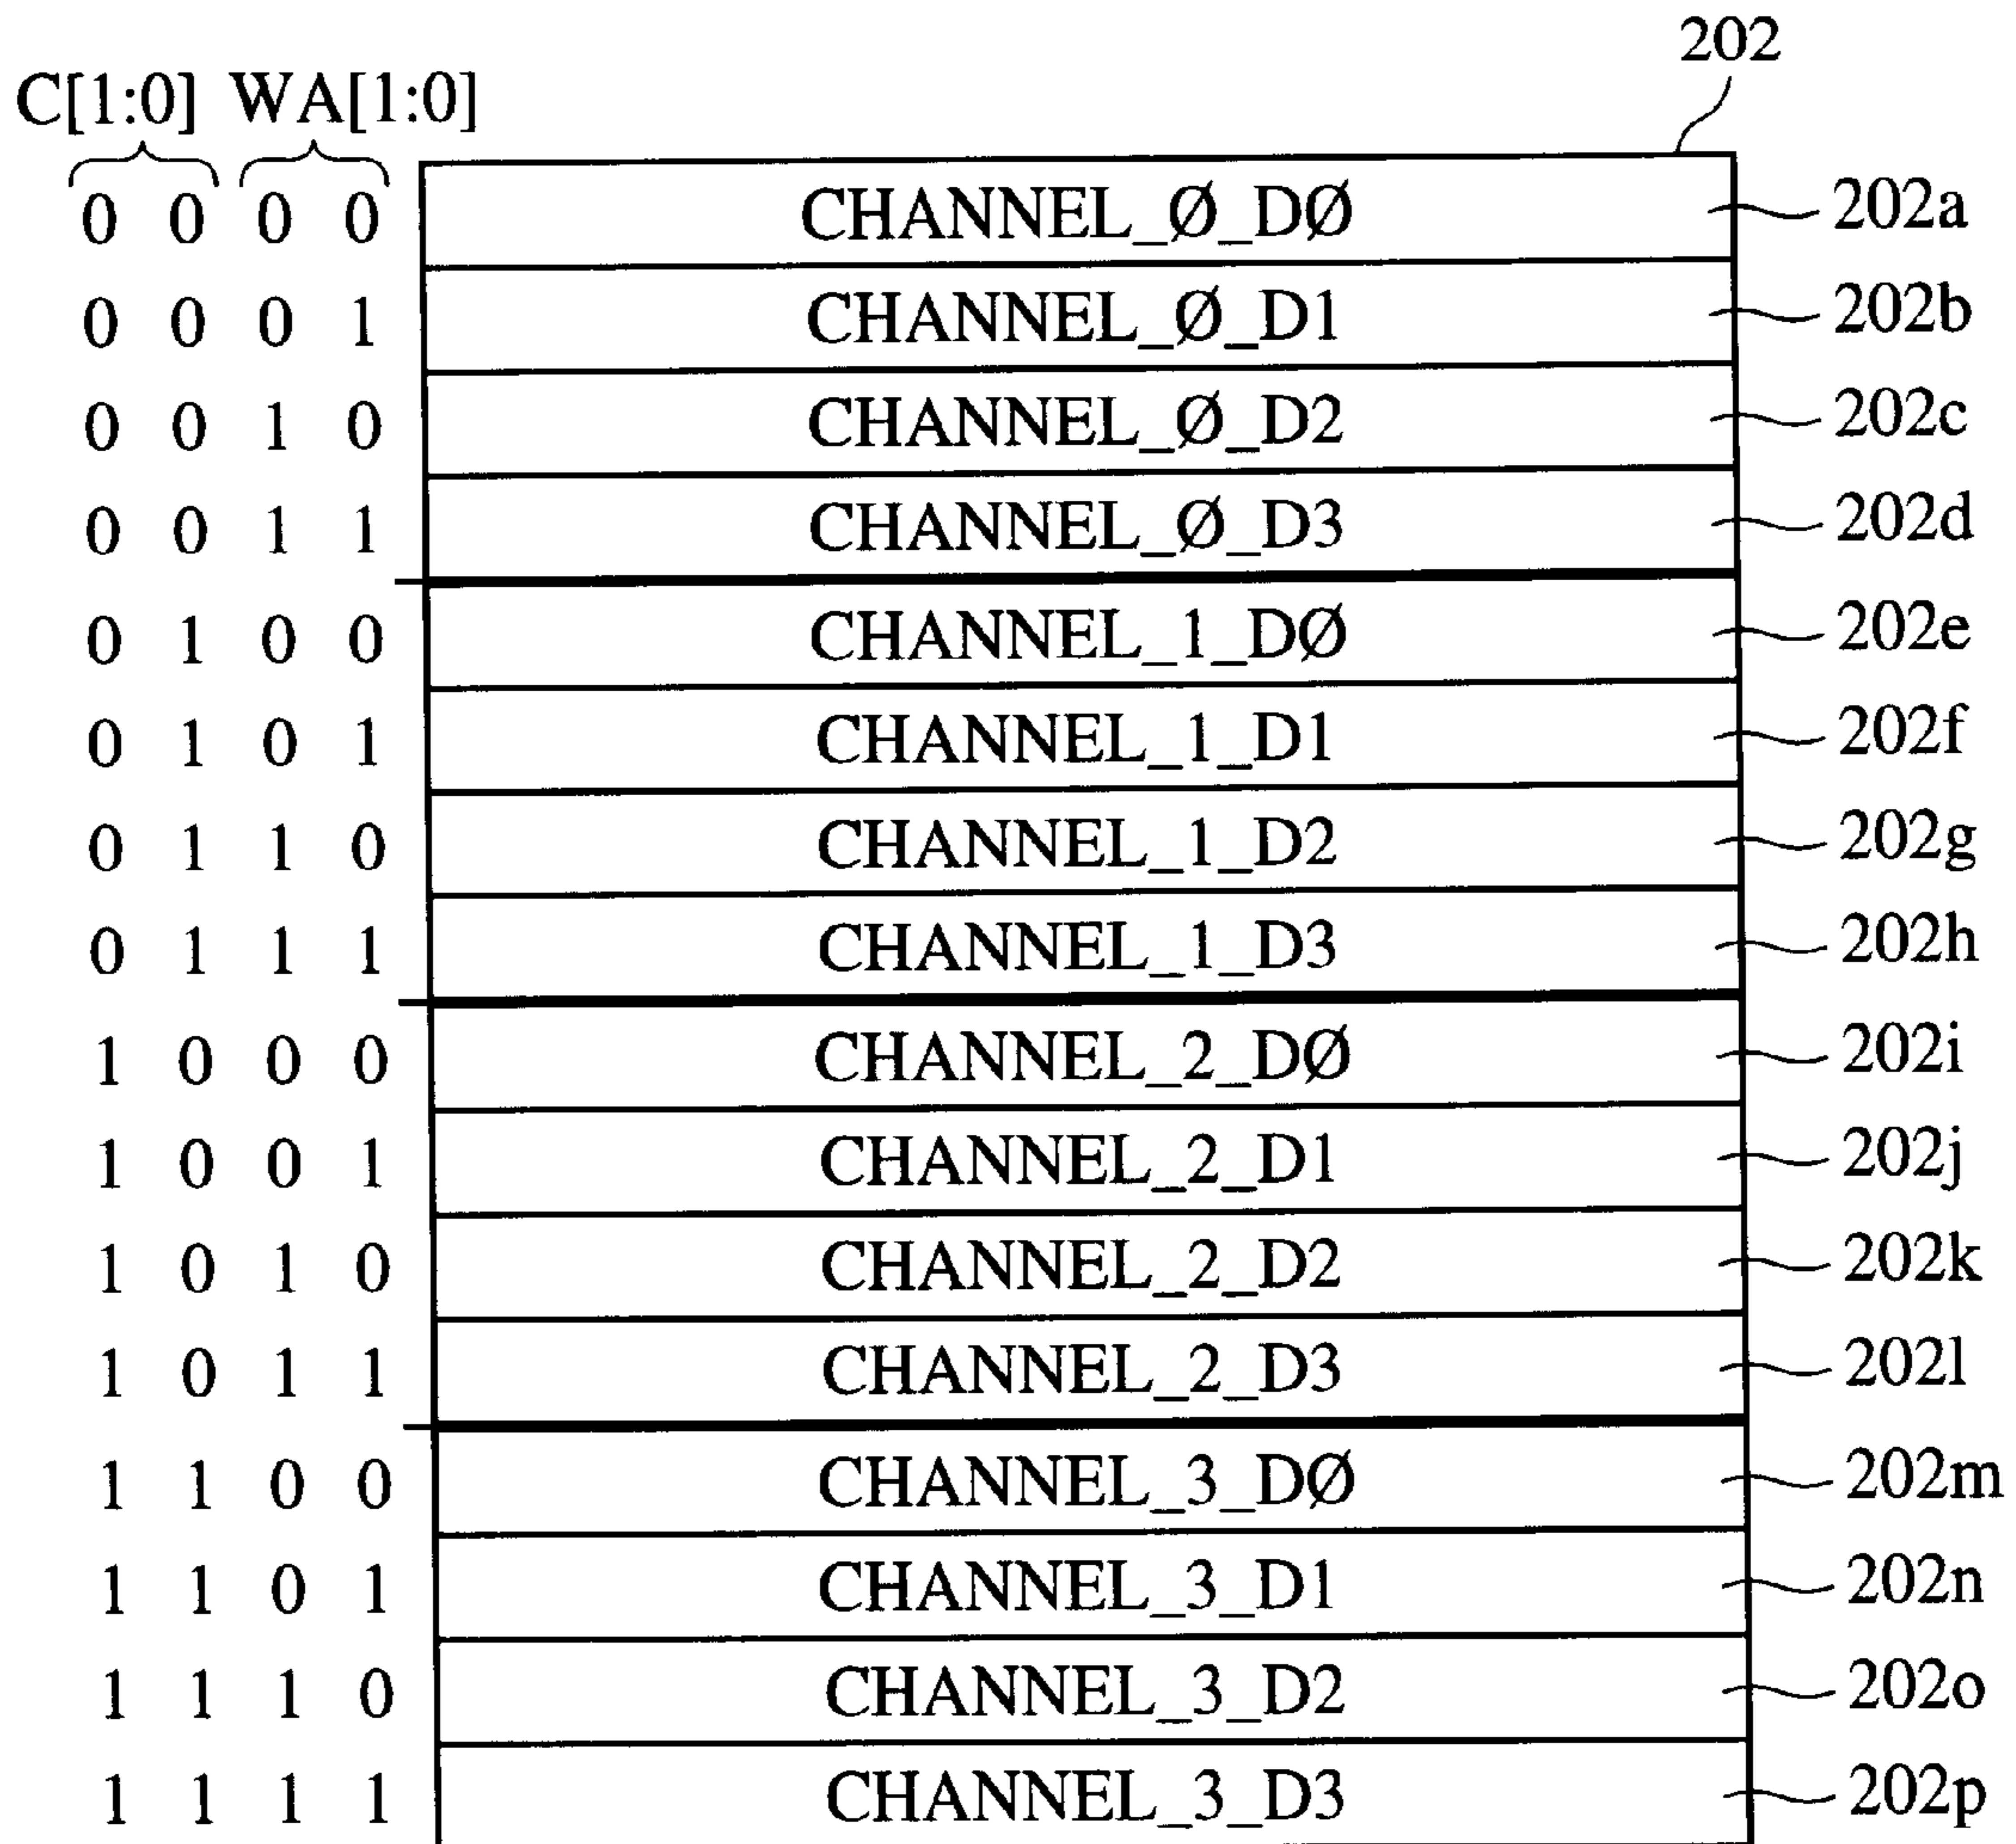 202
C[1:0] WA[1:0]
0 0 0 0 CHANNEL_Ø_DØ 202a
0 0 0 1 CHANNEL_Ø_D1 202b
0 0 1 0 CHANNEL_Ø_D2 202c
0 0 1 1 CHANNEL_Ø_D3 202d
0 1 0 0 CHANNEL_1_DØ 202e
0 1 0 1 CHANNEL_1_D1 202f
0 1 1 0 CHANNEL_1_D2 202g
0 1 1 1 CHANNEL_1_D3 202h
1 0 0 0 CHANNEL_2_DØ 202i
1 0 0 1 CHANNEL_2_D1 202j
1 0 1 0 CHANNEL_2_D2 202k
1 0 1 1 CHANNEL_2_D3 202l
1 1 0 0 CHANNEL_3_DØ 202m
1 1 0 1 CHANNEL_3_D1 202n
1 1 1 0 CHANNEL_3_D2 202o
1 1 1 1 CHANNEL_3_D3 202p